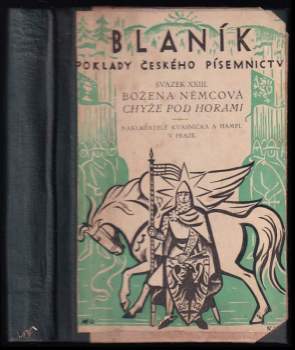 BLANÍK
POKLADY ČESKÉHO PÍSEMNICTVÍ
SVAZEK XXIII.
BOŽENA NĚMCOVÁ
CHYŽE POD HORAMI
NAKLADATELÉ KVASNIČKA A HAMPL
V PRAZE